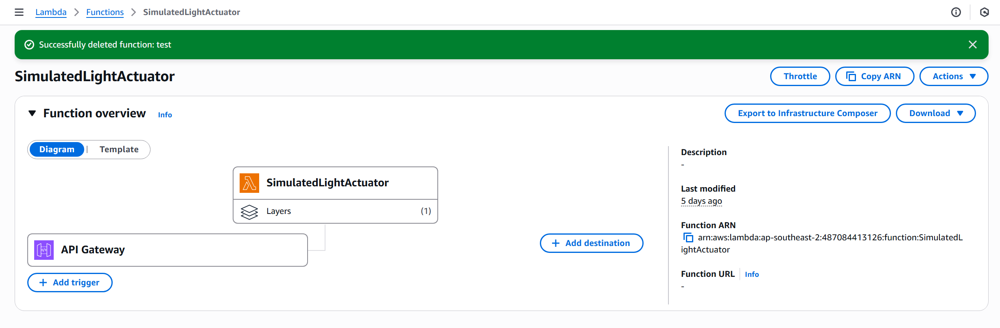 Lambda Functions SimulatedLightActuator
Successfully deleted function: test
SimulatedLightActuator
Throttle Copy ARN Actions
Function overview Info
Export to Infrastructure Composer Download
Diagram | Template
SimulatedLightActuator
Layers (1)
API Gateway
+ Add trigger
+ Add destination
Description
-
Last modified
5 days ago
Function ARN
arn:aws:lambda:ap-southeast-2:487084413126:function:SimulatedL
ightActuator
Function URL Info
-